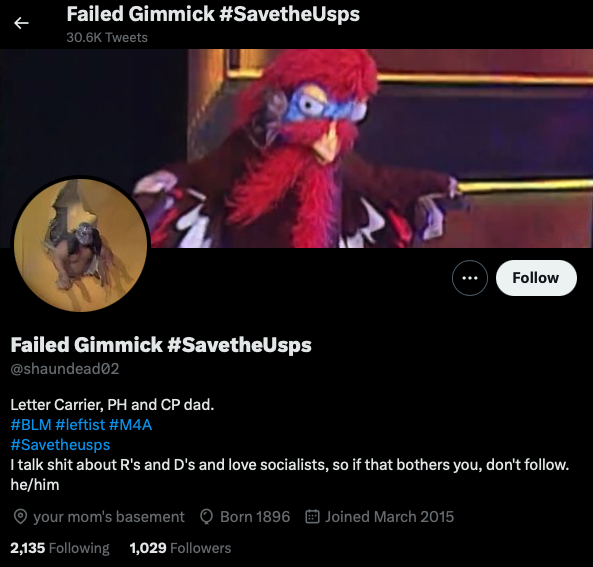 Failed Gimmick #SavetheUsps
30.6K Tweets
Follow
Failed Gimmick #SavetheUsps
@shaundead02
Letter Carrier, PH and CP dad.
#BLM #leftist #M4A
#Savetheusps
I talk shit about R's and D's and love socialists, so if that bothers you, don't follow.
he/him
your mom's basement Born 1896 Joined March 2015
2,135 Following 1,029 Followers